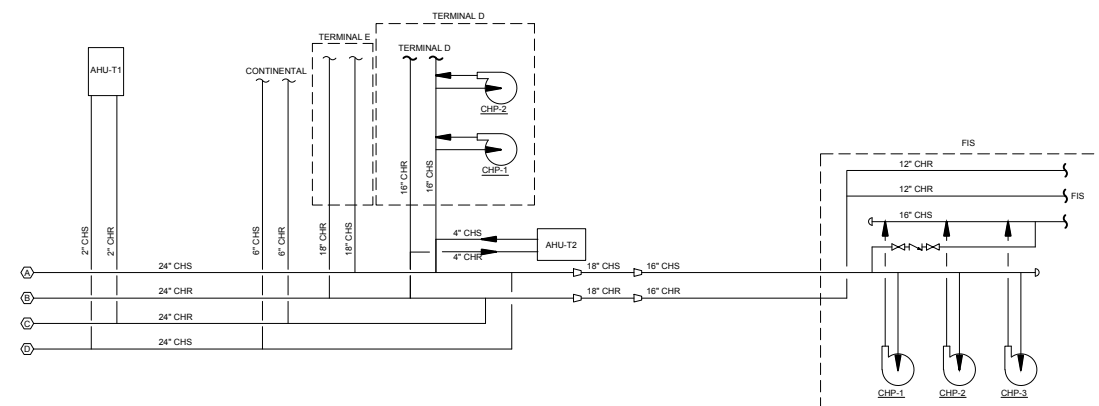 TERMINAL D
TERMINAL E
TERMINAL D
AHU-T1
CONTINENTAL
CHP-2
CHP-1
FIS
12" CHR
12" CHR
FIS
16" CHR
16" CHS
16" CHS
2" CHS
2" CHR
6" CHS
6" CHR
18" CHR
18" CHS
4" CHS
AHU-T2
4" CHR
A
24" CHS
18" CHS
16" CHS
B
24" CHR
18" CHR
16" CHR
C
24" CHR
D
24" CHS
CHP-1
CHP-2
CHP-3